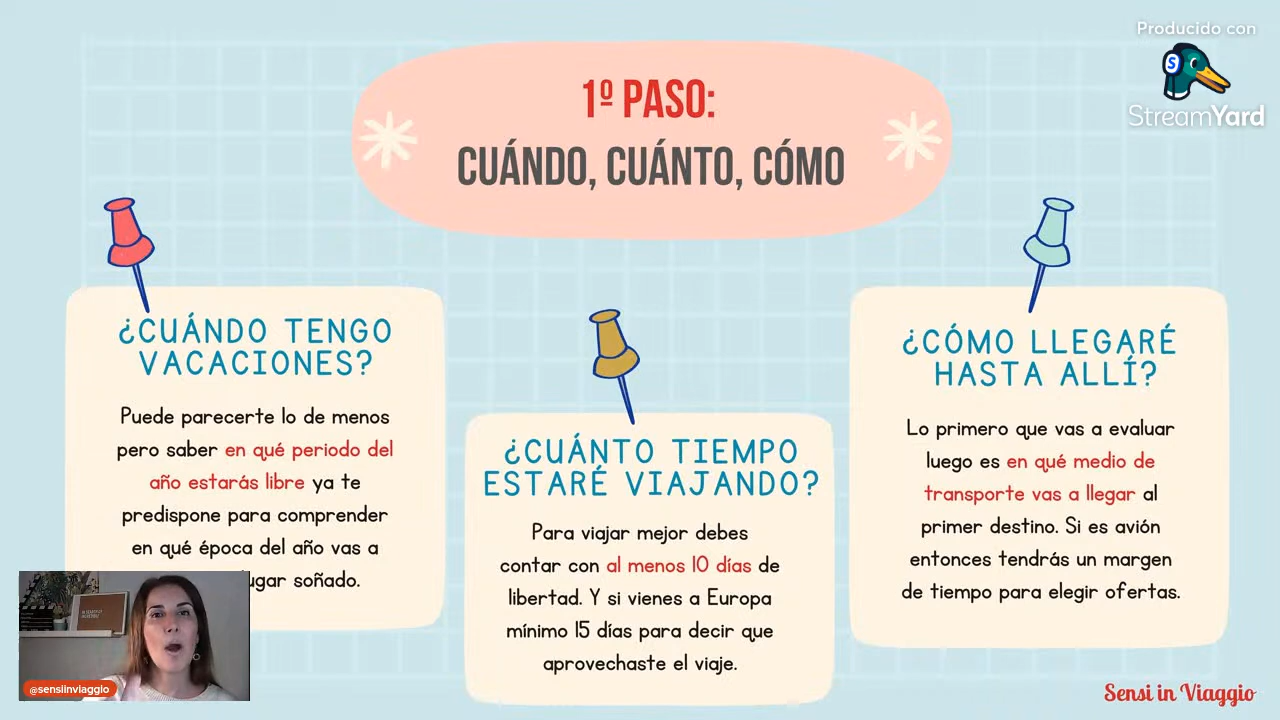 Producido con
StreamYard
1º PASO:
CUÁNDO, CUÁNTO, CÓMO
¿CUÁNDO TENGO
VACACIONES?
Puede parecerte lo de menos
pero saber en qué periodo del
año estarás libre ya te
predispone para comprender
en qué época del año vas a
ugar soñado.
¿CUÁNTO TIEMPO
ESTARÉ VIAJANDO?
Para viajar mejor debes
contar con al menos 10 días de
libertad. Y si vienes a Europa
mínimo 15 días para decir que
aprovechaste el viaje.
¿CÓMO LLEGARÉ
HASTA ALLÍ?
Lo primero que vas a evaluar
luego es en qué medio de
transporte vas a llegar al
primer destino. Si es avión
entonces tendrás un margen
de tiempo para elegir ofertas.
@sensiinviaggio
Sensi in Viaggio